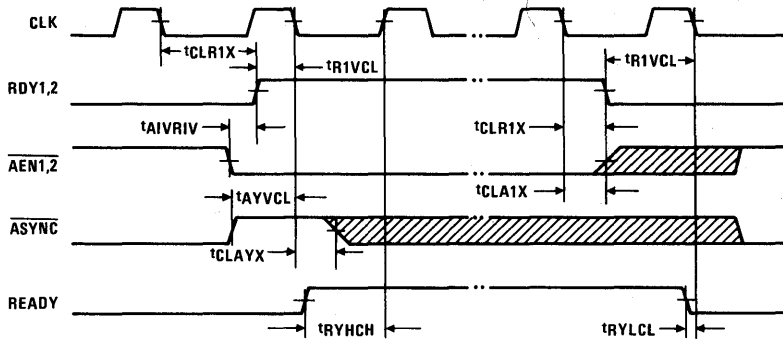 CLK
tCLR1X
tR1VCL
tR1VCL
RDY1,2
tAIVRIV
tCLR1X
AEN1,2
tCLA1X
tAYVCL
ASYNC
tCLAYX
READY
tRYHCH
tRYLCL